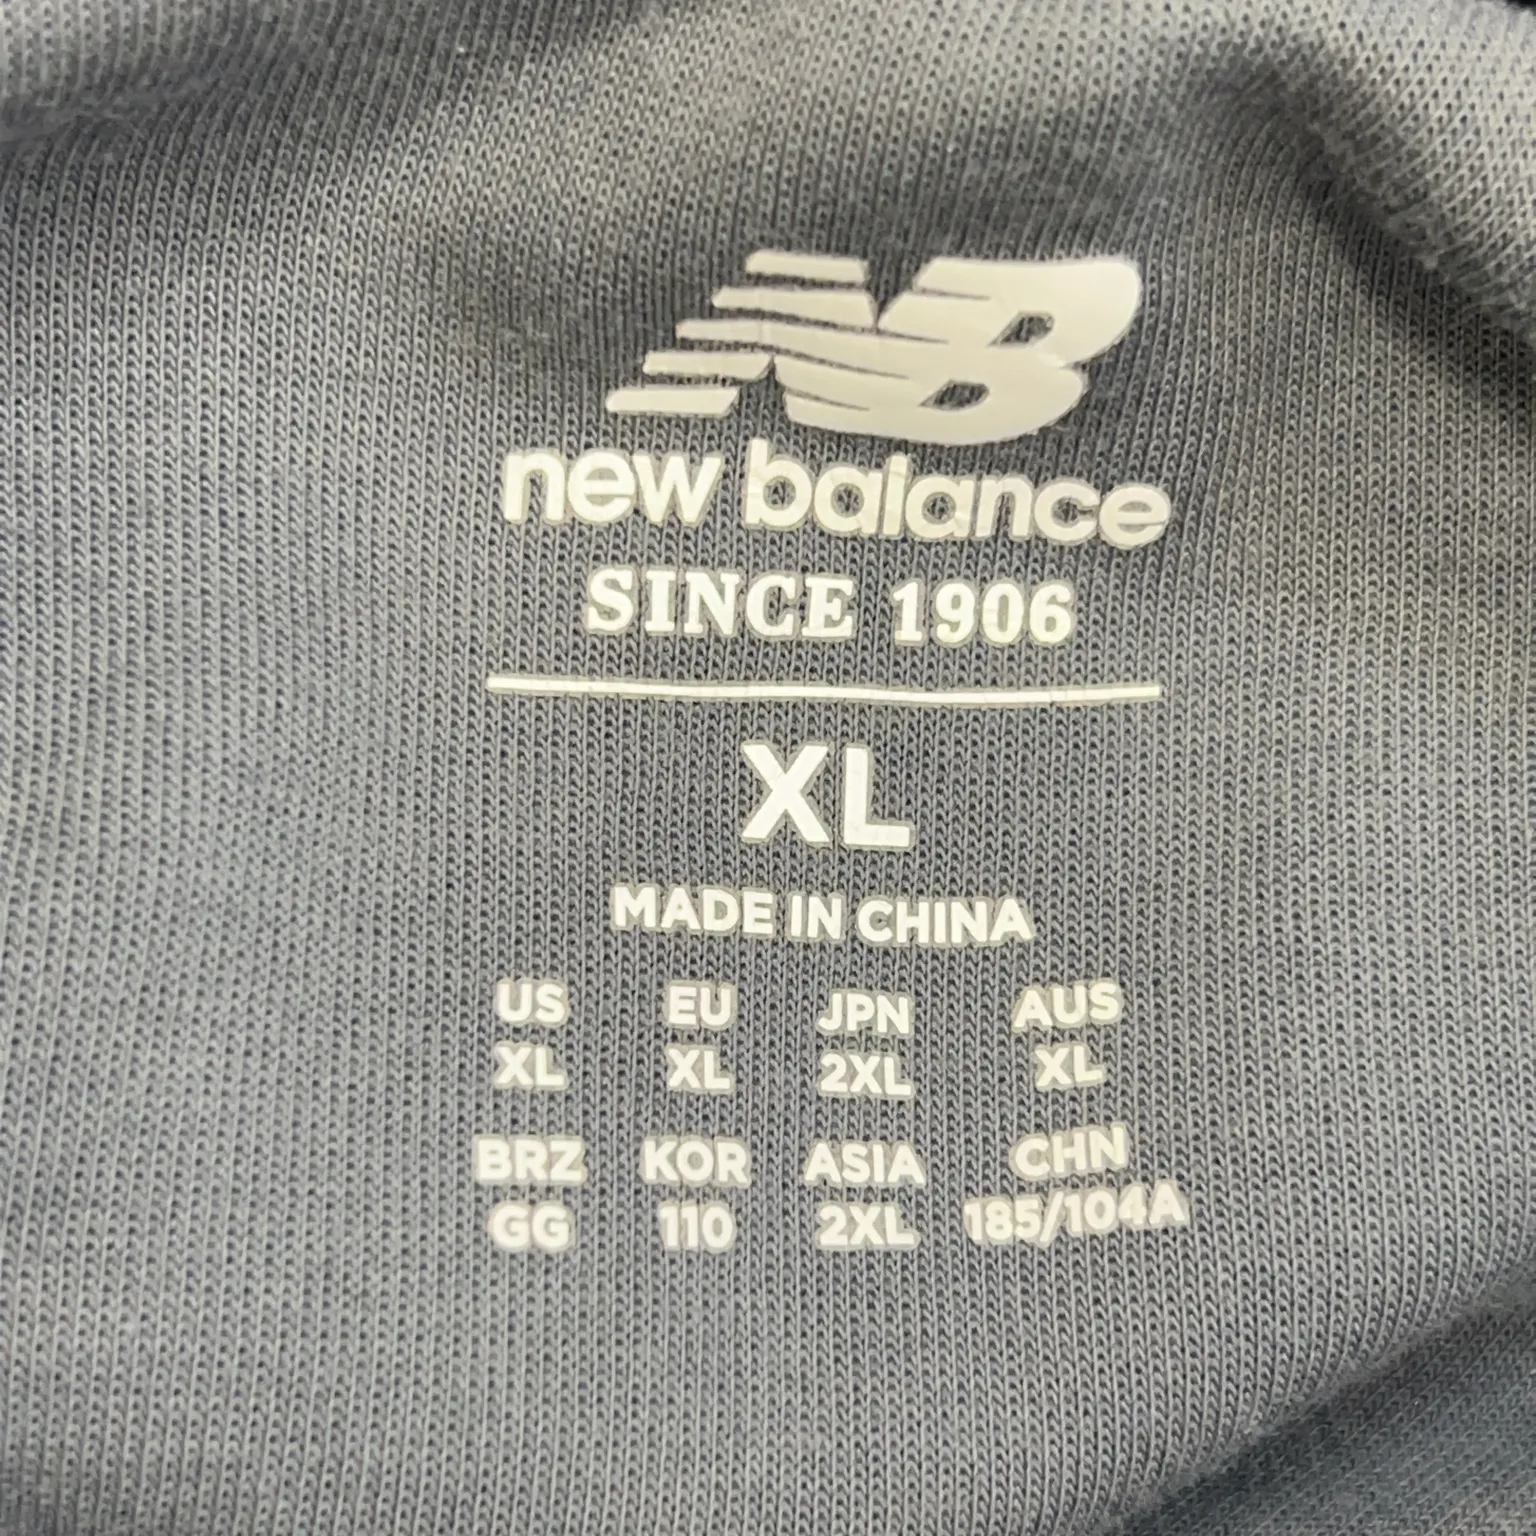 NB
new balance
SINCE 1906
XL
MADE IN CHINA
US EU JPN AUS
XL XL 2XL XL
BRZ KOR ASIA CHN
GG 110 2XL 185/104A